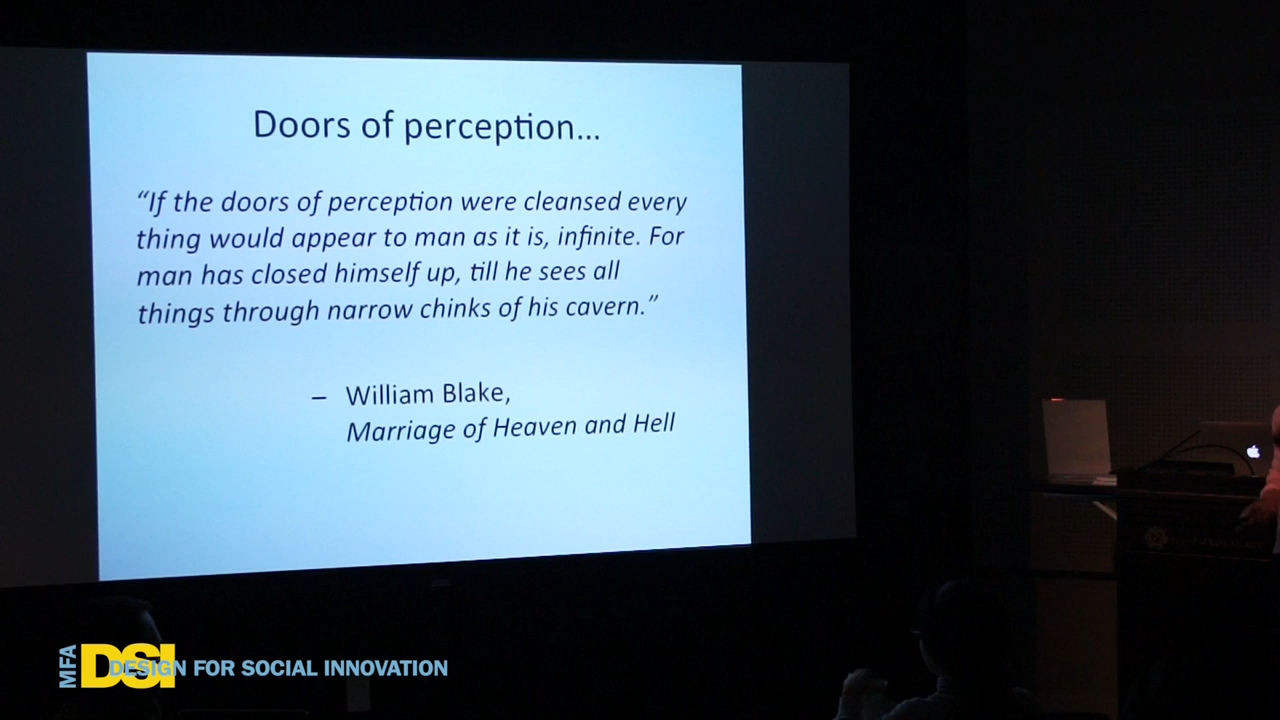 Doors of perception...
“If the doors of perception were cleansed every
thing would appear to man as it is, infinite. For
man has closed himself up, till he sees all
things through narrow chinks of his cavern.”
– William Blake,
Marriage of Heaven and Hell
MFA DSI DESIGN FOR SOCIAL INNOVATION